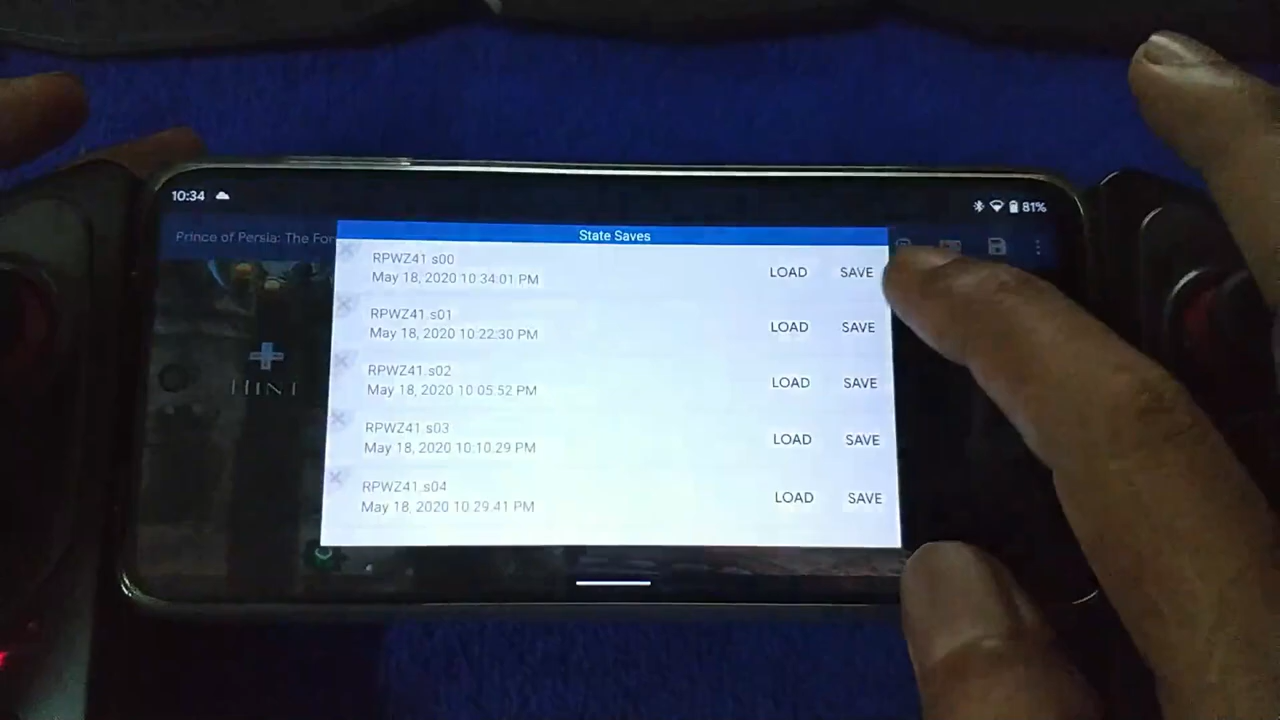 10:34
81%
Prince of Persia: The For
State Saves
RPWZ41.s00
May 18, 2020 10:34:01 PM
LOAD SAVE
RPWZ41.s01
May 18, 2020 10:22:30 PM
LOAD SAVE
RPWZ41.s02
May 18, 2020 10:05:52 PM
LOAD SAVE
RPWZ41.s03
May 18, 2020 10:10:29 PM
LOAD SAVE
RPWZ41.s04
May 18, 2020 10:29:41 PM
LOAD SAVE
HINT